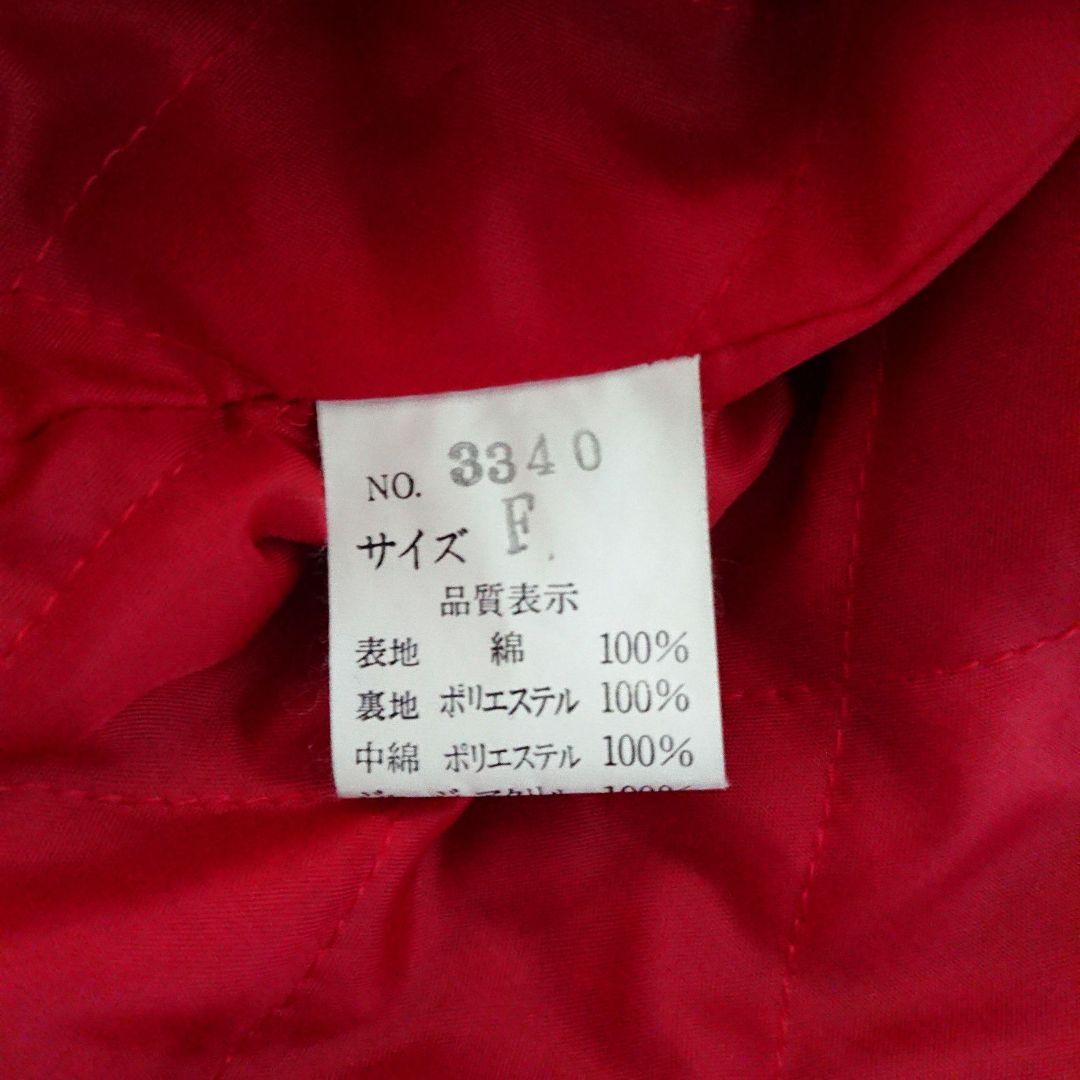 NO. 3340
サイズ F
品質表示
表地 綿 100%
裏地 ポリエステル 100%
中綿 ポリエステル 100%